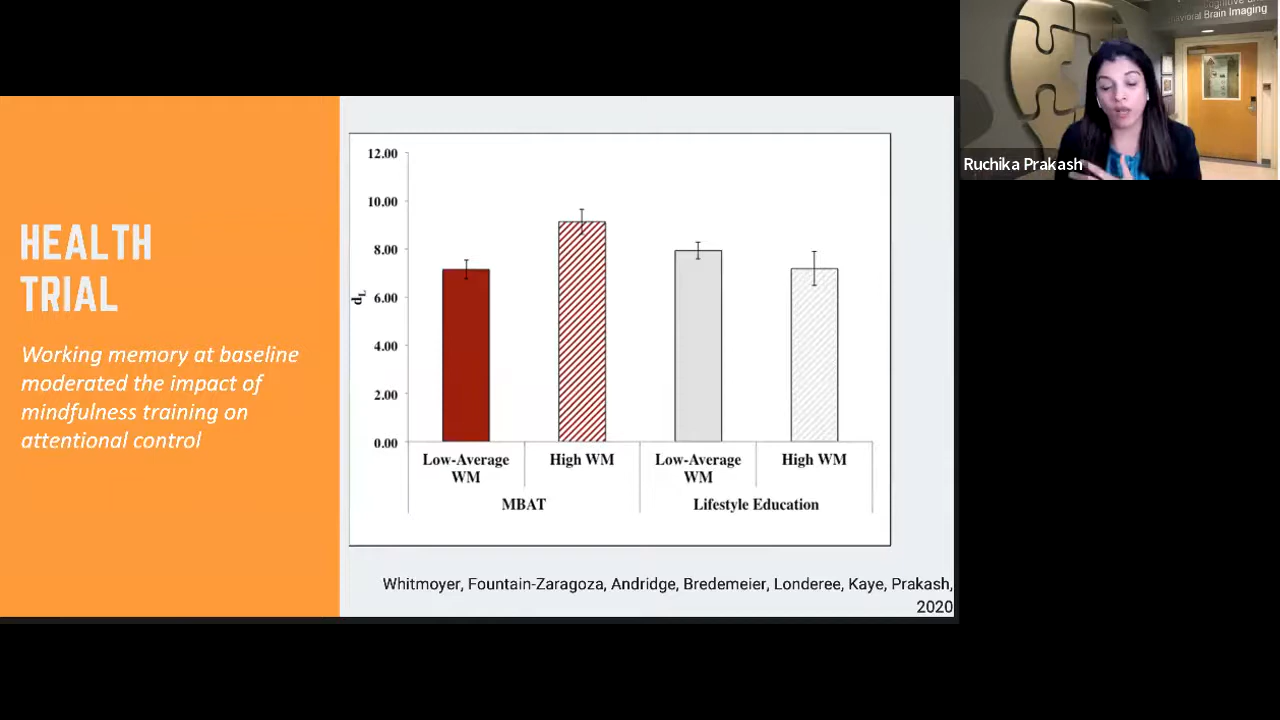 HEALTH
TRIAL
Working memory at baseline
moderated the impact of
mindfulness training on
attentional control
12.00
10.00
8.00
6.00
4.00
2.00
0.00
dL
Low-Average
WM
High WM
Low-Average
WM
High WM
MBAT
Lifestyle Education
Whitmoyer, Fountain-Zaragoza, Andridge, Bredemeier, Londeree, Kaye, Prakash,
2020
Brain Imaging
Ruchika Prakash